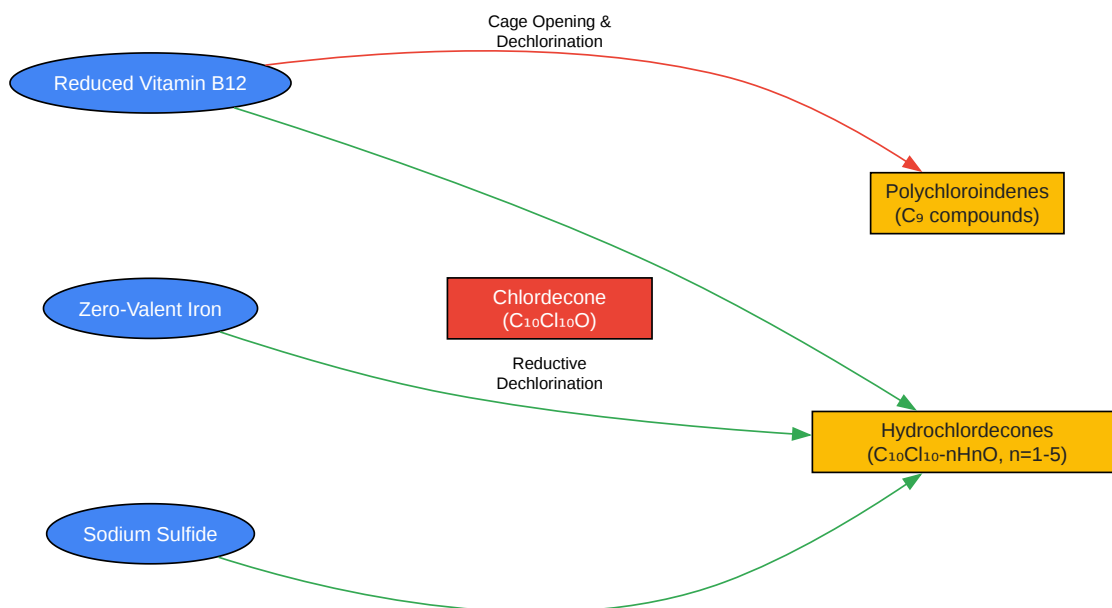 Cage Opening &
Dechlorination
Reduced Vitamin B12
Polychloroindenes
(C₉ compounds)
Zero-Valent Iron
Chlordecone
(C₁₀Cl₁₀O)
Reductive
Dechlorination
Hydrochlordecones
(C₁₀Cl₁₀-nHnO, n=1-5)
Sodium Sulfide